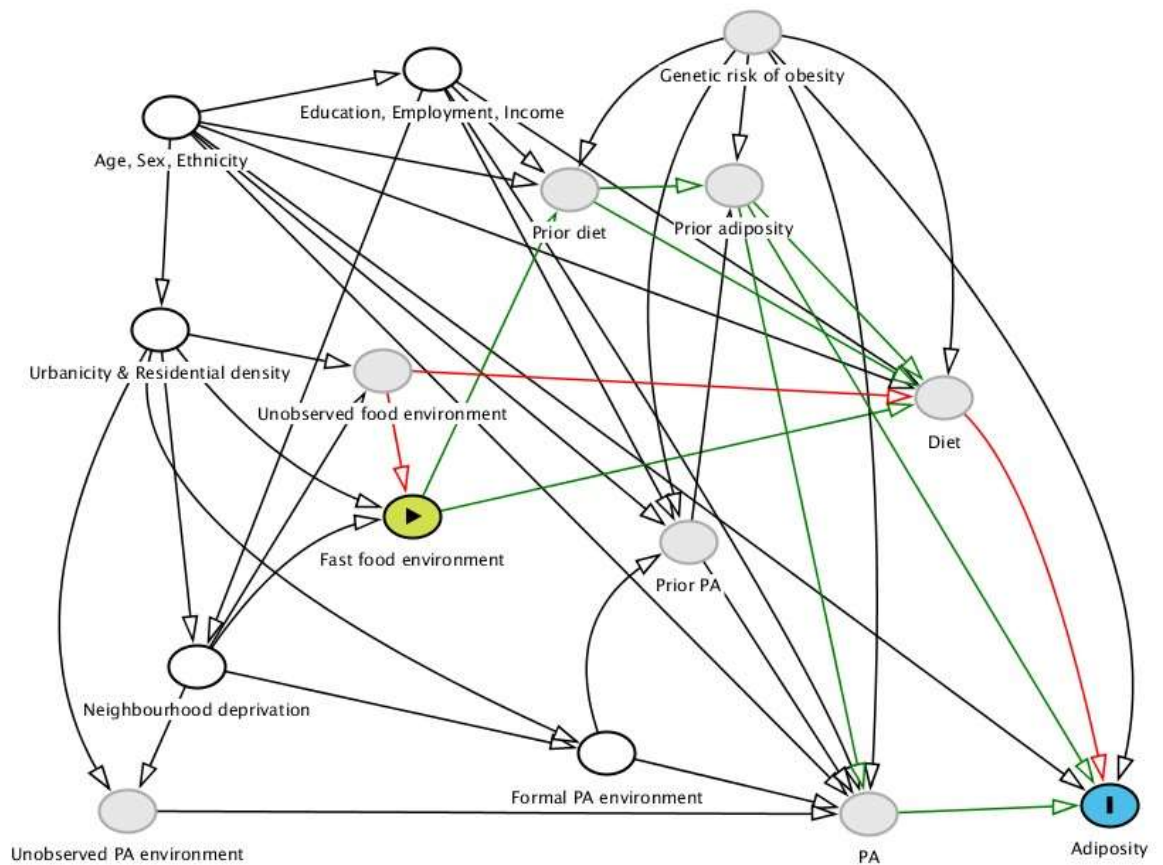 Genetic risk of obesity
Education, Employment, Income
Age, Sex, Ethnicity
Prior diet
Prior adiposity
Urbanicity & Residential density
Unobserved food environment
Diet
Fast food environment
Prior PA
Neighbourhood deprivation
Formal PA environment
Unobserved PA environment
PA
Adiposity